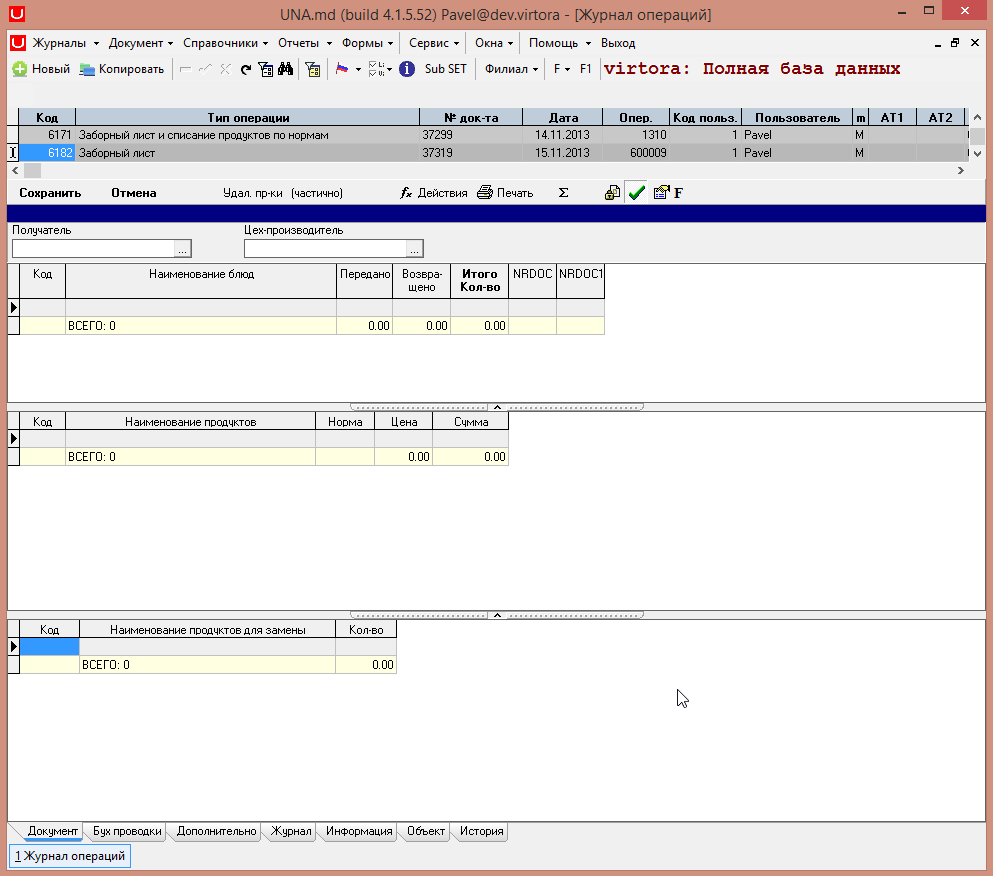 UNA.md (build 4.1.5.52) Pavel@dev.virtora - [Журнал операций]
Журналы Документ Справочники Отчеты Формы Сервис Окна Помощь Выход
Новый Копировать Sub SET Филиал F F1 virtora: Полная база данных
Код Тип операции № док-та Дата Опер. Код польз. Пользователь m AT1 AT2
6171 Заборный лист и списание продуктов по нормам 37299 14.11.2013 1310 1 Pavel M
6182 Заборный лист 37319 15.11.2013 600009 1 Pavel M
Сохранить Отмена Удал. пр-ки (частично) fx Действия Печать Σ F
Получатель Цех-производитель
... ...
Код Наименование блюд Передано Возвра- Итого NRDOC NRDOC1
щено Кол-во
ВСЕГО: 0 0.00 0.00 0.00
Код Наименование продуктов Норма Цена Сумма
ВСЕГО: 0 0.00 0.00
Код Наименование продуктов для замены Кол-во
ВСЕГО: 0 0.00
Документ Бух проводки Дополнительно Журнал Информация Объект История
1 Журнал операций